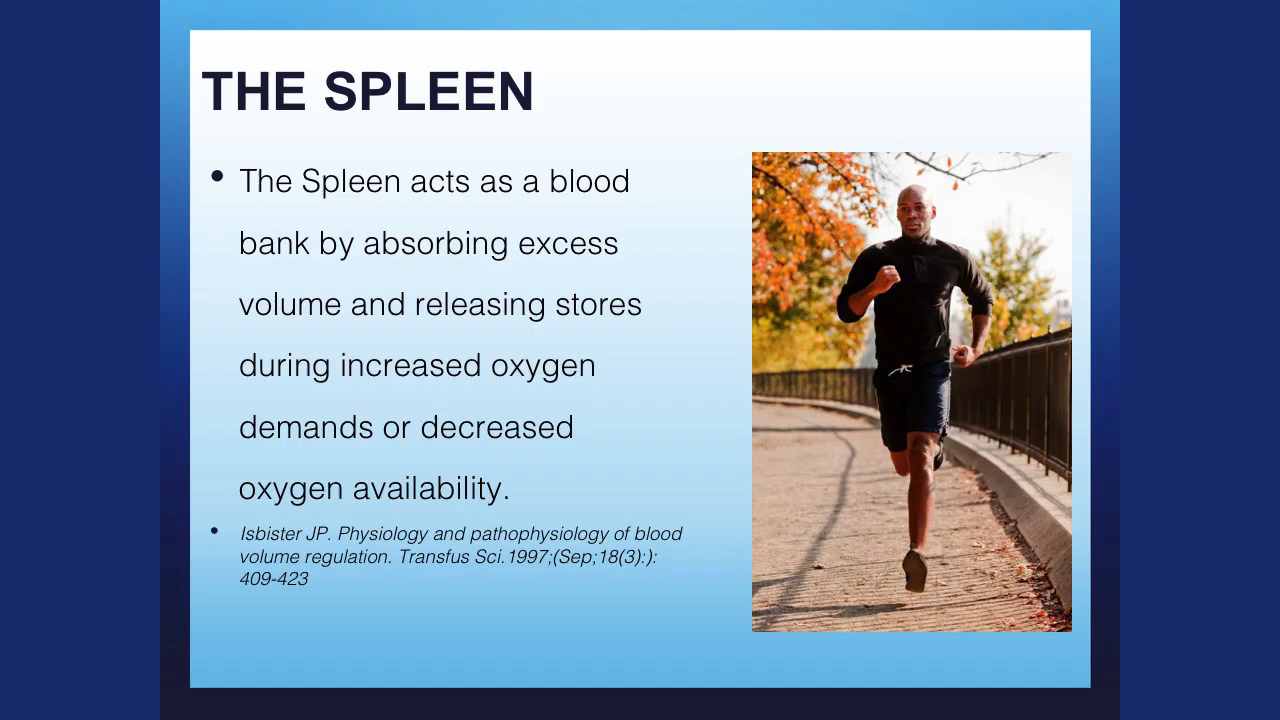 THE SPLEEN
• The Spleen acts as a blood
bank by absorbing excess
volume and releasing stores
during increased oxygen
demands or decreased
oxygen availability.
• Isbister JP. Physiology and pathophysiology of blood
volume regulation. Transfus Sci.1997;(Sep;18(3):):
409-423